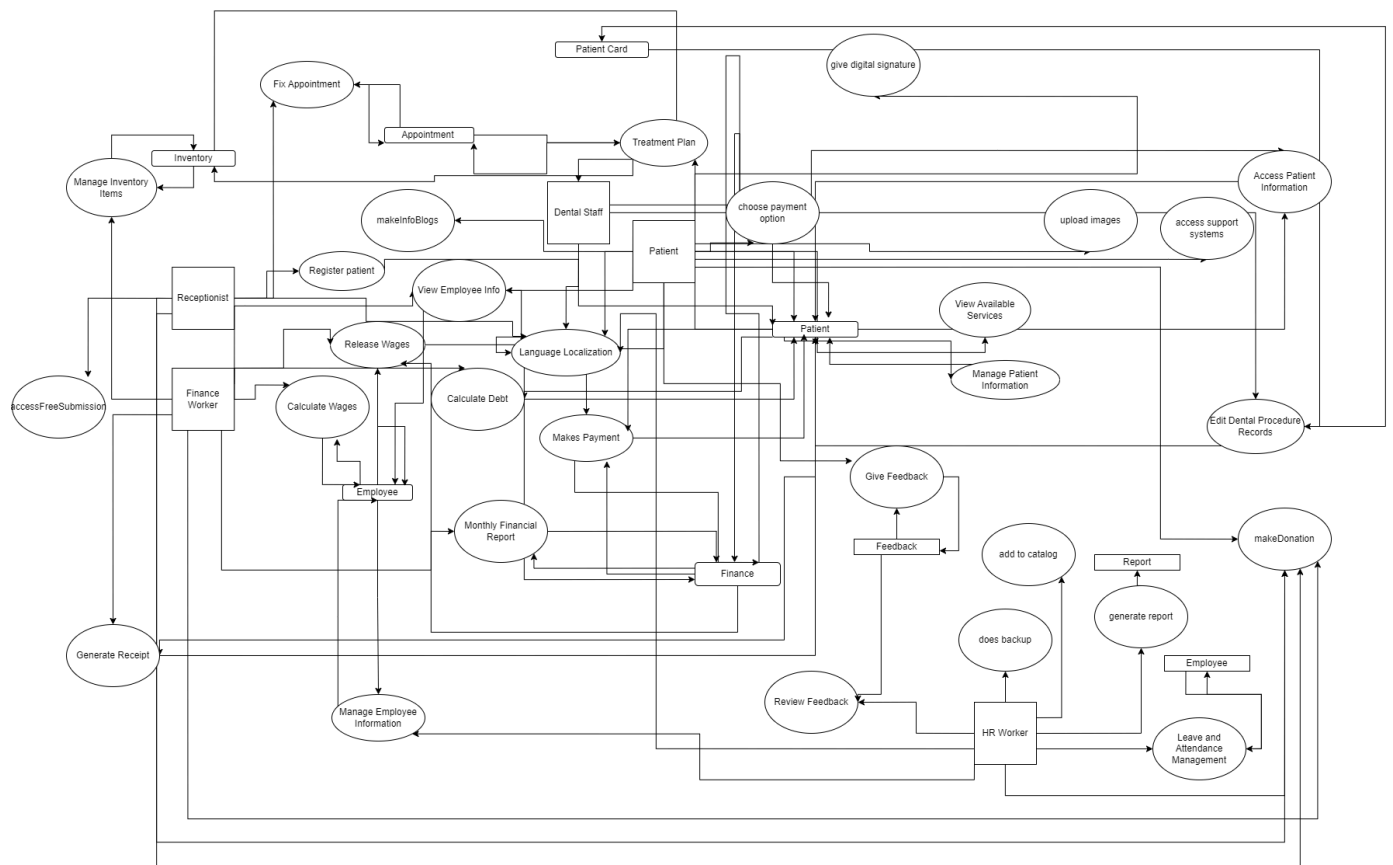 Patient Card
give digital signature
Fix Appointment
Appointment
Treatment Plan
Inventory
Manage Inventory
Items
Access Patient
Information
Dental Staff
choose payment
option
makeInfoBlogs
upload images
access support
systems
Patient
Register patient
View Employee Info
Receptionist
View Available
Services
Patient
Release Wages
Language Localization
Manage Patient
Information
Finance
Worker
accessFreeSubmission
Calculate Wages
Calculate Debt
Edit Dental Procedure
Records
Makes Payment
Give Feedback
Employee
Monthly Financial
Report
Feedback
add to catalog
makeDonation
Report
Finance
generate report
does backup
Generate Receipt
Employee
Review Feedback
Manage Employee
Information
HR Worker
Leave and
Attendance
Management